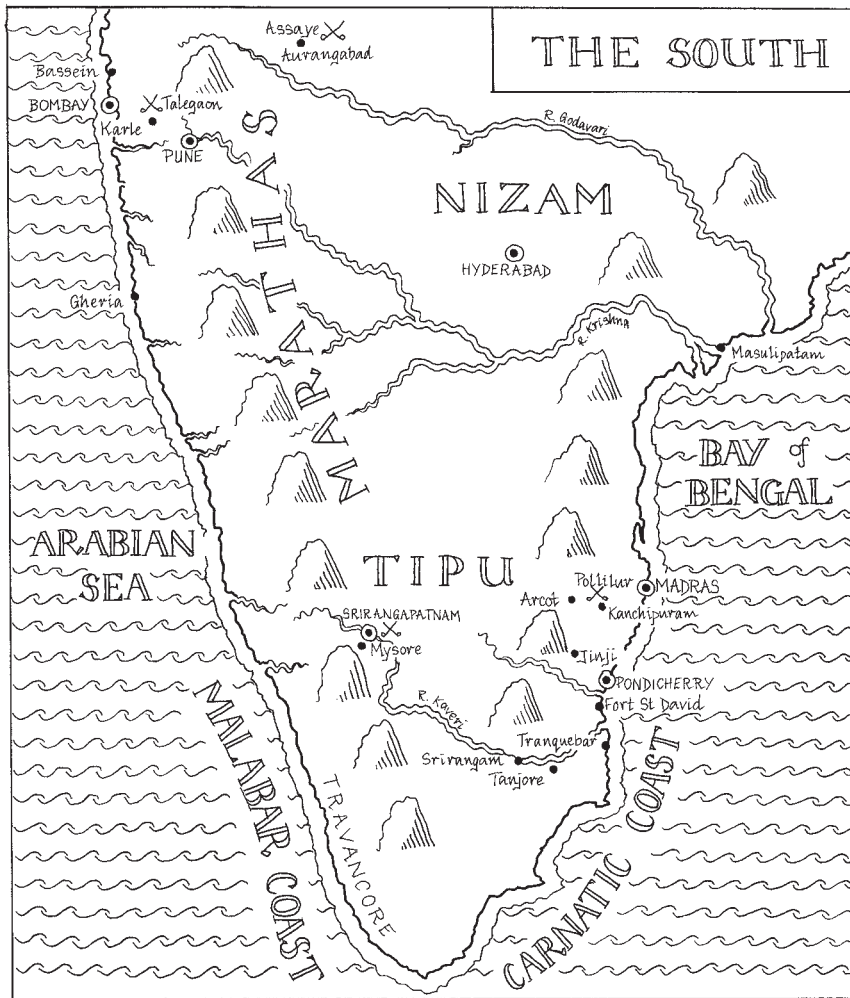 THE SOUTH
Assaye
Aurangabad
Bassein
BOMBAY
Talegaon
Karle
PUNE
R. Godavari
MARATHAS
NIZAM
HYDERABAD
Gheria
R. Krishna
Masulipatam
BAY of
BENGAL
ARABIAN
SEA
TIPU
Pollilur
MADRAS
Arcot
Kanchipuram
SRIRANGAPATNAM
Mysore
Jinji
PONDICHERRY
Fort St David
R. Kaveri
Tranquebar
Srirangam
Tanjore
MALABAR COAST
TRAVANCORE
CARNATIC COAST